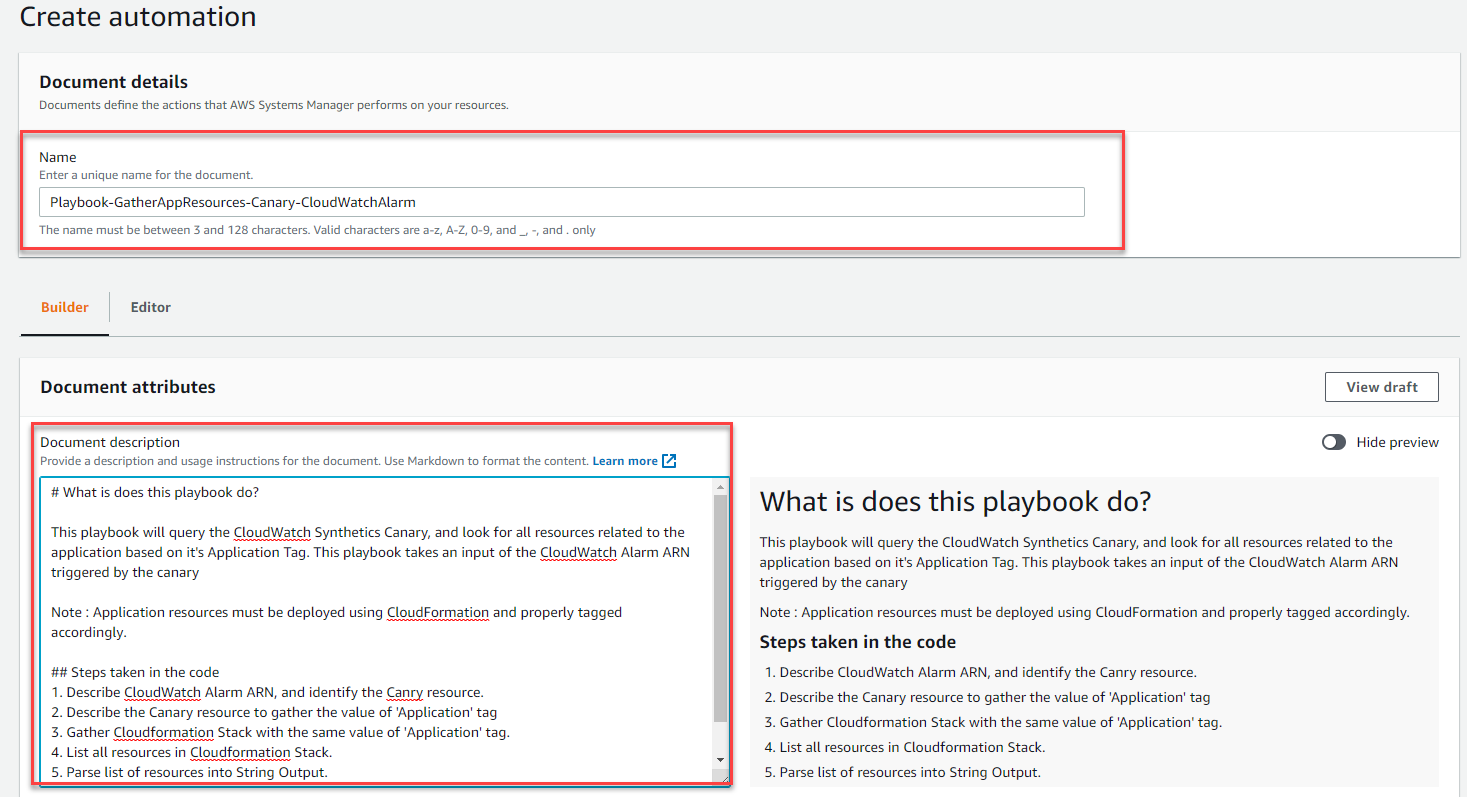 Create automation
Document details
Documents define the actions that AWS Systems Manager performs on your resources.
Name
Enter a unique name for the document.
Playbook-GatherAppResources-Canary-CloudWatchAlarm
The name must be between 3 and 128 characters. Valid characters are a-z, A-Z, 0-9, and _, -, and . only
Builder
Editor
Document attributes
View draft
Document description
Provide a description and usage instructions for the document. Use Markdown to format the content. Learn more
Hide preview
# What is does this playbook do?
This playbook will query the CloudWatch Synthetics Canary, and look for all resources related to the
application based on it's Application Tag. This playbook takes an input of the CloudWatch Alarm ARN
triggered by the canary
Note : Application resources must be deployed using CloudFormation and properly tagged
accordingly.
## Steps taken in the code
1. Describe CloudWatch Alarm ARN, and identify the Canry resource.
2. Describe the Canary resource to gather the value of 'Application' tag
3. Gather Cloudformation Stack with the same value of 'Application' tag.
4. List all resources in Cloudformation Stack.
5. Parse list of resources into String Output.
What is does this playbook do?
This playbook will query the CloudWatch Synthetics Canary, and look for all resources related to the
application based on it's Application Tag. This playbook takes an input of the CloudWatch Alarm ARN
triggered by the canary
Note : Application resources must be deployed using CloudFormation and properly tagged accordingly.
Steps taken in the code
1. Describe CloudWatch Alarm ARN, and identify the Canry resource.
2. Describe the Canary resource to gather the value of 'Application' tag
3. Gather Cloudformation Stack with the same value of 'Application' tag.
4. List all resources in Cloudformation Stack.
5. Parse list of resources into String Output.